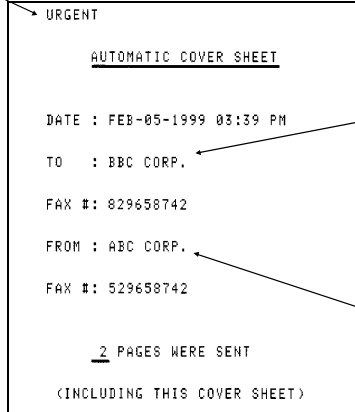 URGENT
AUTOMATIC COVER SHEET
DATE : FEB-05-1999 03:39 PM
TO : BBC CORP.
FAX #: 829658742
FROM : ABC CORP.
FAX #: 529658742
2 PAGES WERE SENT
(INCLUDING THIS COVER SHEET)